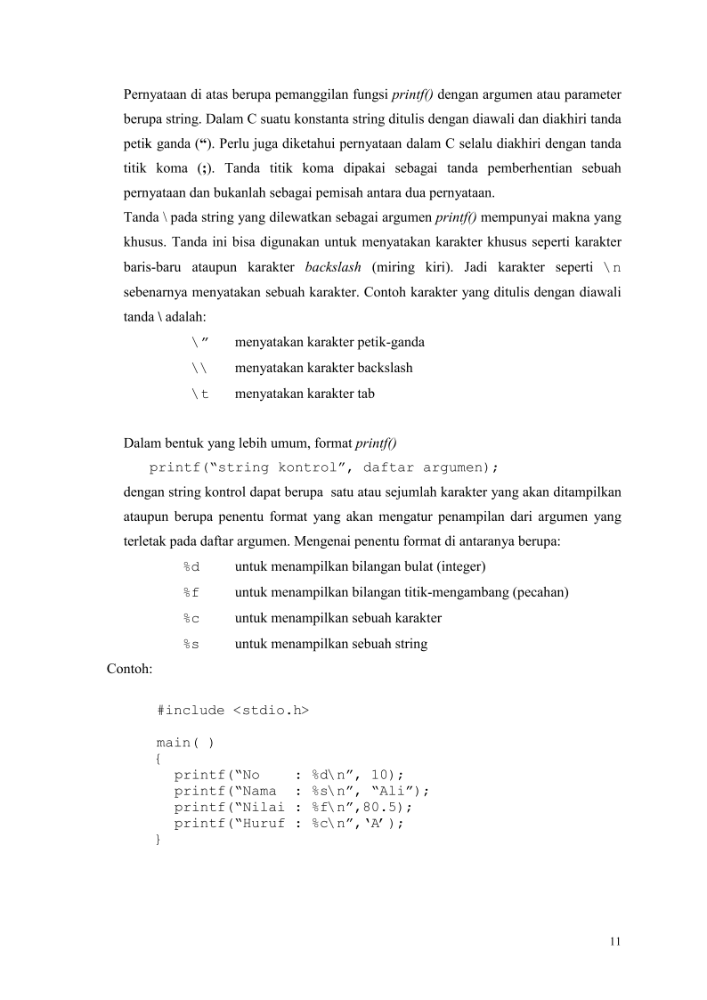 Pernyataan di atas berupa pemanggilan fungsi printf() dengan argumen atau parameter
berupa string. Dalam C suatu konstanta string ditulis dengan diawali dan diakhiri tanda
petik ganda (“). Perlu juga diketahui pernyataan dalam C selalu diakhiri dengan tanda
titik koma (;). Tanda titik koma dipakai sebagai tanda pemberhentian sebuah
pernyataan dan bukanlah sebagai pemisah antara dua pernyataan.
Tanda \ pada string yang dilewatkan sebagai argumen printf() mempunyai makna yang
khusus. Tanda ini bisa digunakan untuk menyatakan karakter khusus seperti karakter
baris-baru ataupun karakter backslash (miring kiri). Jadi karakter seperti \n
sebenarnya menyatakan sebuah karakter. Contoh karakter yang ditulis dengan diawali
tanda \ adalah:
\” menyatakan karakter petik-ganda
\\ menyatakan karakter backslash
\t menyatakan karakter tab
Dalam bentuk yang lebih umum, format printf()
printf(“string kontrol”, daftar argumen);
dengan string kontrol dapat berupa satu atau sejumlah karakter yang akan ditampilkan
ataupun berupa penentu format yang akan mengatur penampilan dari argumen yang
terletak pada daftar argumen. Mengenai penentu format di antaranya berupa:
%d untuk menampilkan bilangan bulat (integer)
%f untuk menampilkan bilangan titik-mengambang (pecahan)
%c untuk menampilkan sebuah karakter
%s untuk menampilkan sebuah string
Contoh:
#include <stdio.h>
main( )
{
printf(“No    : %d\n”, 10);
printf(“Nama  : %s\n”, “Ali”);
printf(“Nilai : %f\n”,80.5);
printf(“Huruf : %c\n”,‘A’);
}
11